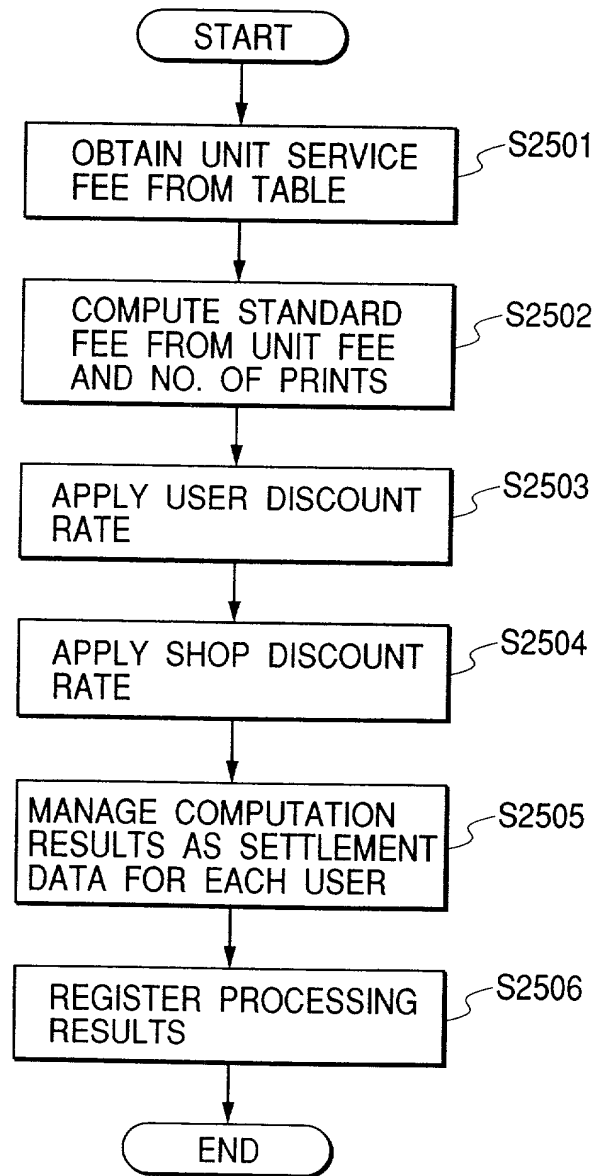 START
OBTAIN UNIT SERVICE
FEE FROM TABLE
S2501
COMPUTE STANDARD
FEE FROM UNIT FEE
AND NO. OF PRINTS
S2502
APPLY USER DISCOUNT
RATE
S2503
APPLY SHOP DISCOUNT
RATE
S2504
MANAGE COMPUTATION
RESULTS AS SETTLEMENT
DATA FOR EACH USER
S2505
REGISTER PROCESSING
RESULTS
S2506
END